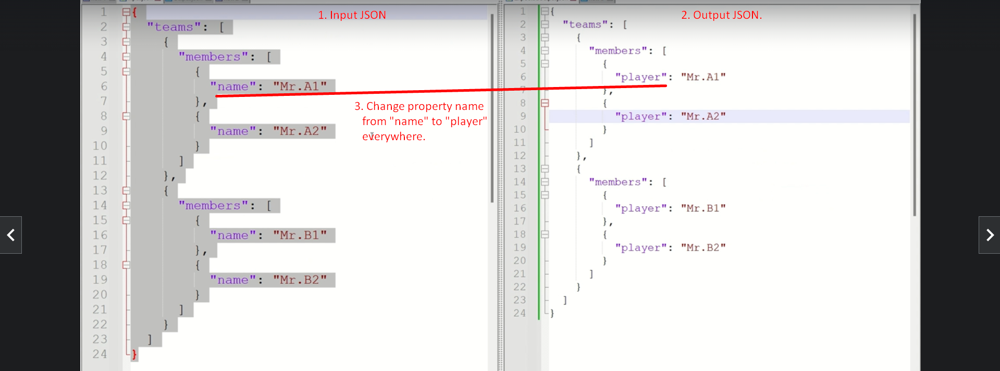 1. Input JSON
1 {
2 "teams": [
3 {
4 "members": [
5 {
6 "name": "Mr.A1"
7 },
8 {
9 "name": "Mr.A2"
10 }
11 ]
12 },
13 {
14 "members": [
15 {
16 "name": "Mr.B1"
17 },
18 {
19 "name": "Mr.B2"
20 }
21 ]
22 }
23 ]
24 }
3. Change property name
from "name" to "player"
everywhere.
2. Output JSON.
1 {
2 "teams": [
3 {
4 "members": [
5 {
6 "player": "Mr.A1"
7 },
8 {
9 "player": "Mr.A2"
10 }
11 ]
12 },
13 {
14 "members": [
15 {
16 "player": "Mr.B1"
17 },
18 {
19 "player": "Mr.B2"
20 }
21 ]
22 }
23 ]
24 }